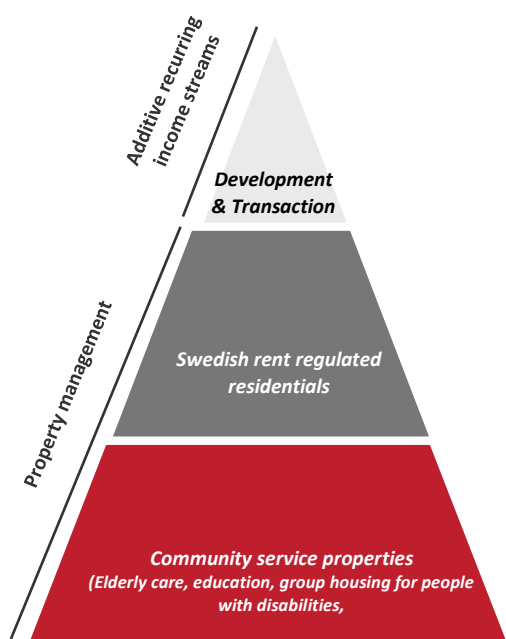 Additive recurring
income streams
Development
& Transaction
Property management
Swedish rent regulated
residentials
Community service properties
(Elderly care, education, group housing for people
with disabilities,